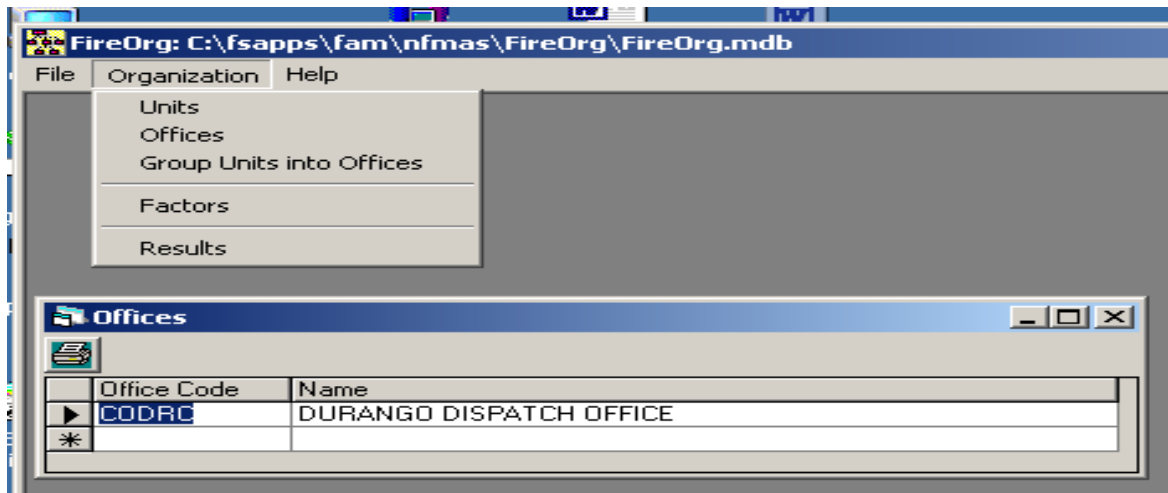 FireOrg: C:\fsapps\fam\nfmas\FireOrg\FireOrg.mdb
File Organization Help
Units
Offices
Group Units into Offices
Factors
Results
Offices
Office Code Name
CODRC DURANGO DISPATCH OFFICE